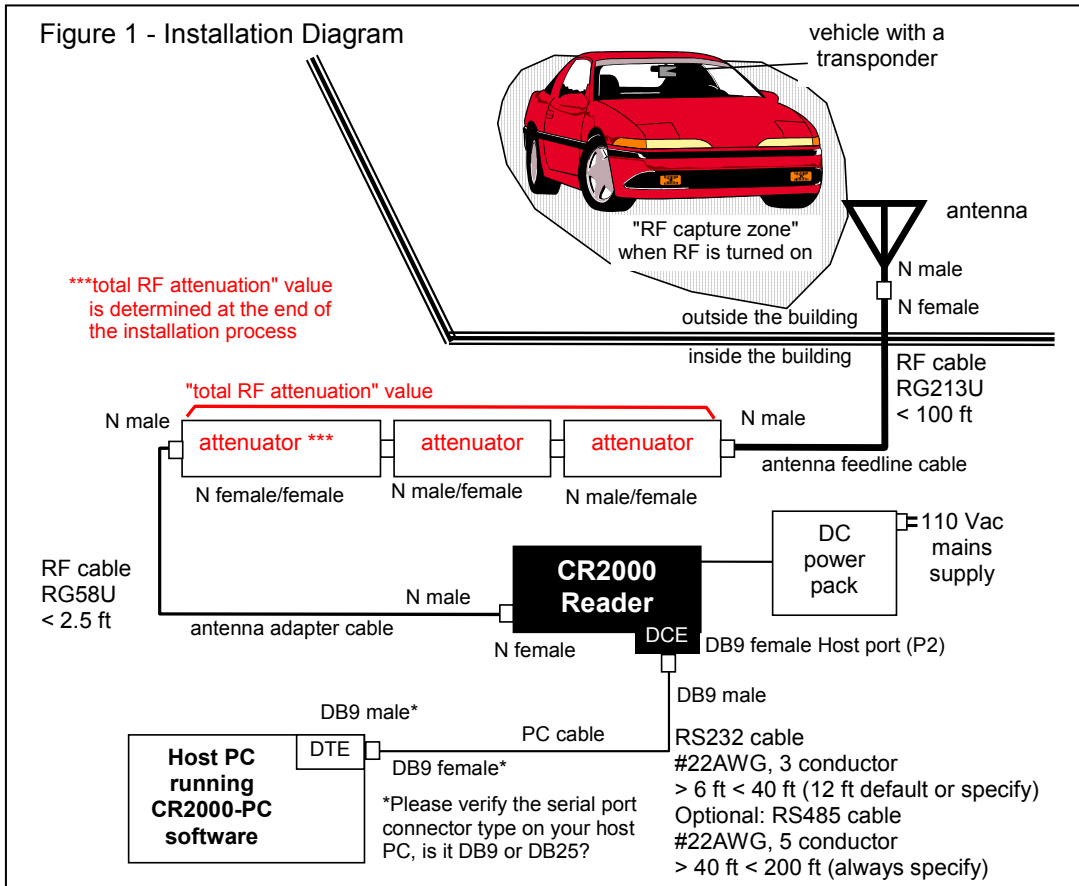 Figure 1 - Installation Diagram
vehicle with a
transponder
"RF capture zone"
when RF is turned on
antenna
N male
N female
***total RF attenuation" value
is determined at the end of
the installation process
outside the building
inside the building
RF cable
RG213U
< 100 ft
"total RF attenuation" value
N male
attenuator ***
attenuator
attenuator
N male
antenna feedline cable
N female/female
N male/female
N male/female
RF cable
RG58U
< 2.5 ft
N male
antenna adapter cable
N female
CR2000
Reader
DCE
DC
power
pack
110 Vac
mains
supply
DB9 female Host port (P2)
DB9 male
DB9 male*
PC cable
DTE
Host PC
running
CR2000-PC
software
DB9 female*
*Please verify the serial port
connector type on your host
PC, is it DB9 or DB25?
RS232 cable
#22AWG, 3 conductor
> 6 ft < 40 ft (12 ft default or specify)
Optional: RS485 cable
#22AWG, 5 conductor
> 40 ft < 200 ft (always specify)